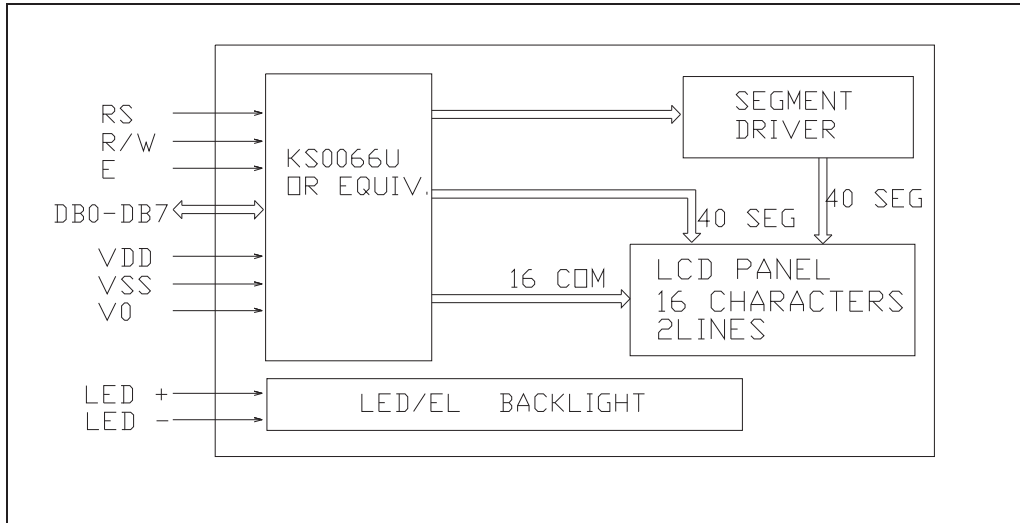 RS
R/W
E
DB0-DB7
VDD
VSS
V0
LED +
LED -
KS0066U
OR EQUIV.
SEGMENT
DRIVER
40 SEG
40 SEG
16 COM
LCD PANEL
16 CHARACTERS
2LINES
LED/EL BACKLIGHT